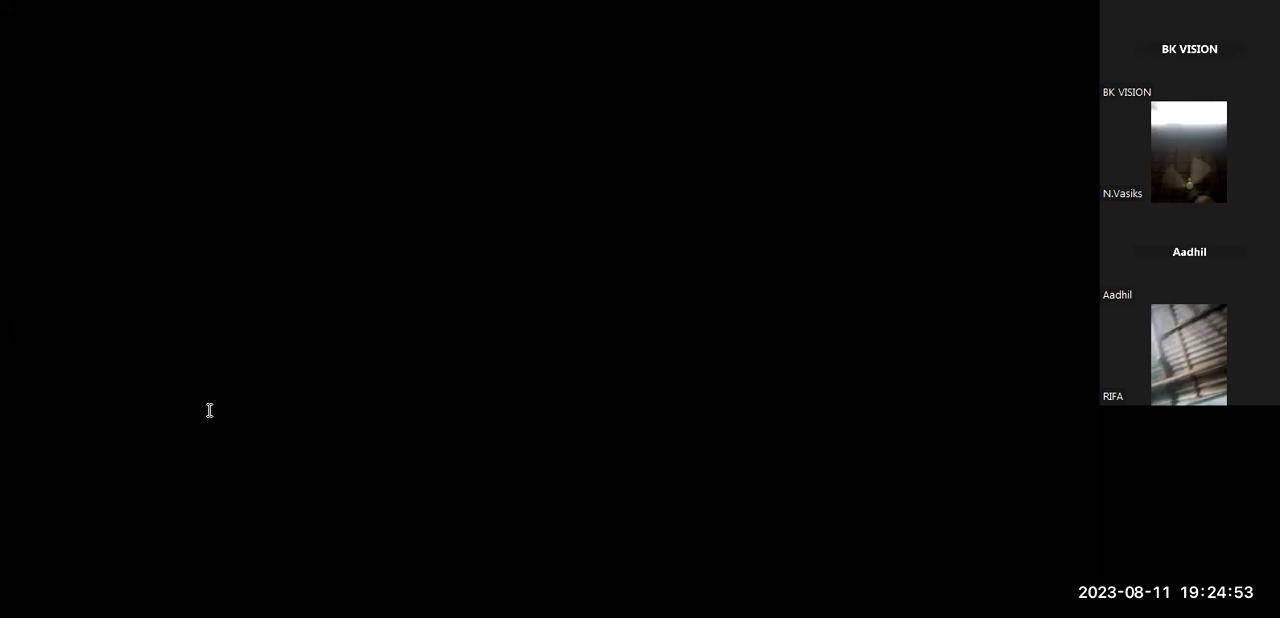 BK VISION
BK VISION
N.Vasiks
Aadhil
Aadhil
RIFA
2023-08-11 19:24:53